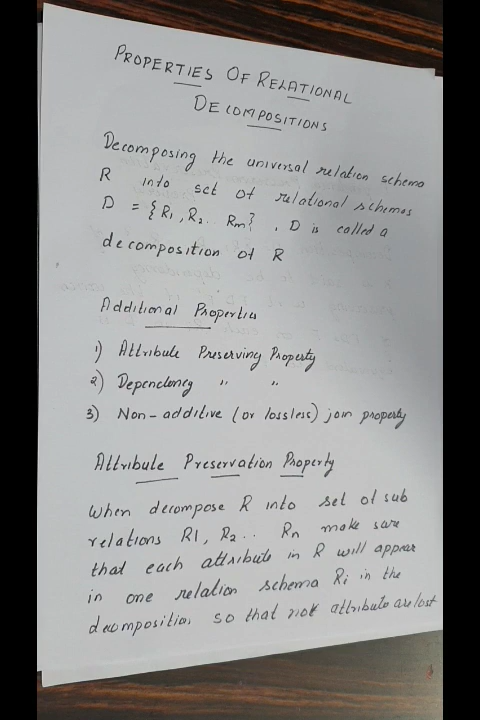 PROPERTIES OF RELATIONAL
DECOMPOSITIONS
Decomposing the universal relation schema
R into set of relational schemas
D = {R1, R2.. Rm}. D is called a
decomposition of R
Additional Properties
1) Attribute Preserving Property
2) Dependency " "
3) Non-additive (or lossless) join property
Attribute Preservation Property
When decompose R into set of sub
relations R1, R2.. Rn make sure
that each attribute in R will appear
in one relation schema Ri in the
decomposition so that not attribute are lost